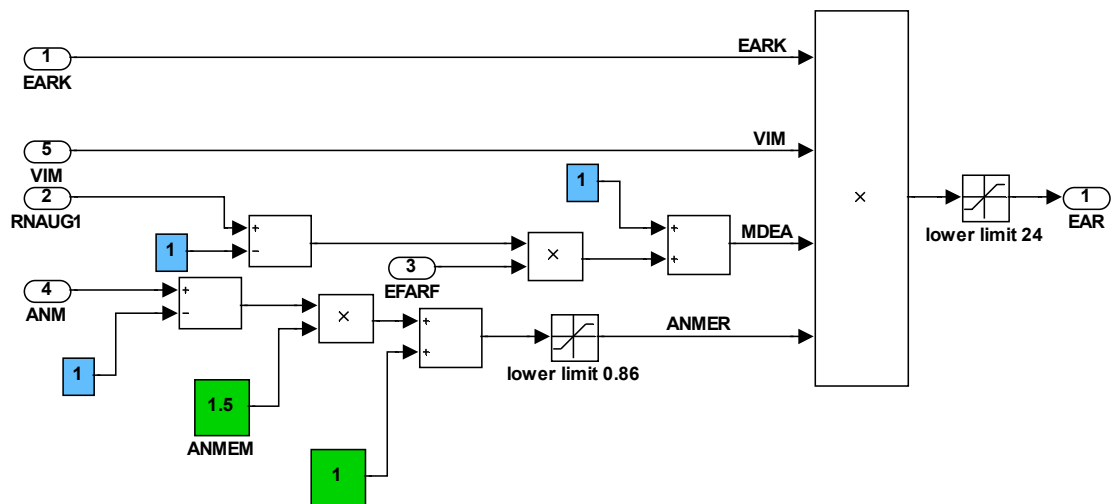 EARK
1
EARK
VIM
5
VIM
1
2
RNAUG1
+
−
1
×
lower limit 24
1
EAR
+
+
MDEA
×
3
EFARF
4
ANM
+
−
1
×
+
+
ANMER
lower limit 0.86
1.5
ANMEM
1